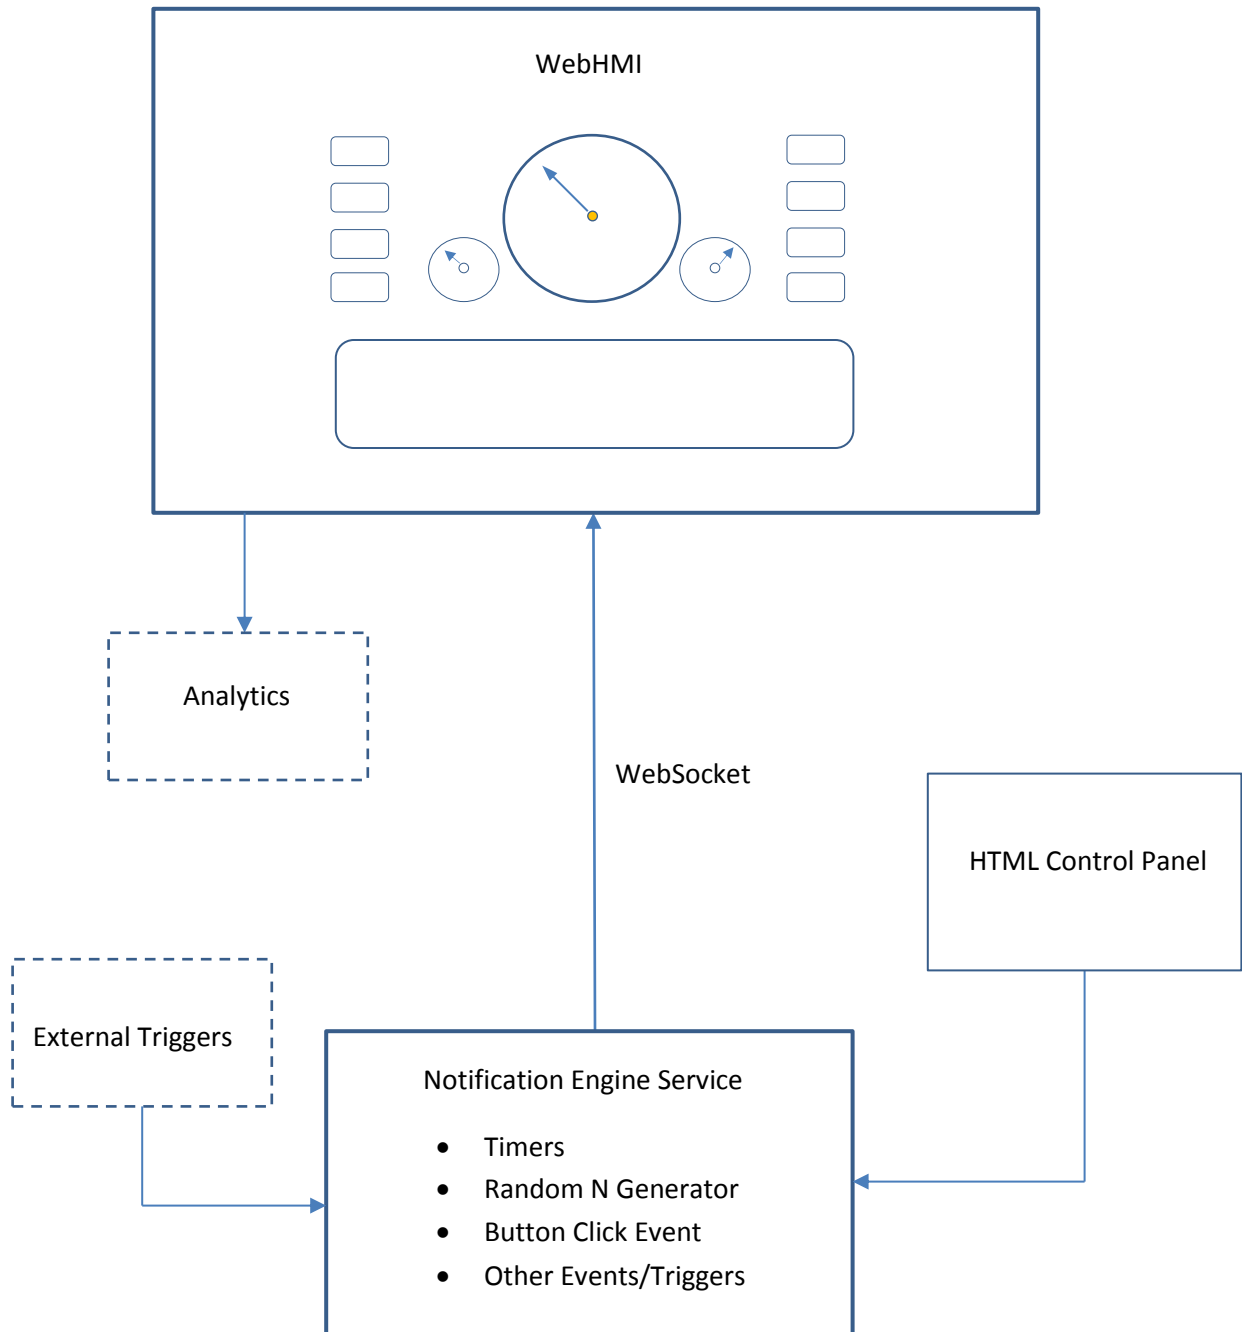 WebHMI
Analytics
WebSocket
HTML Control Panel
External Triggers
Notification Engine Service
• Timers
• Random N Generator
• Button Click Event
• Other Events/Triggers